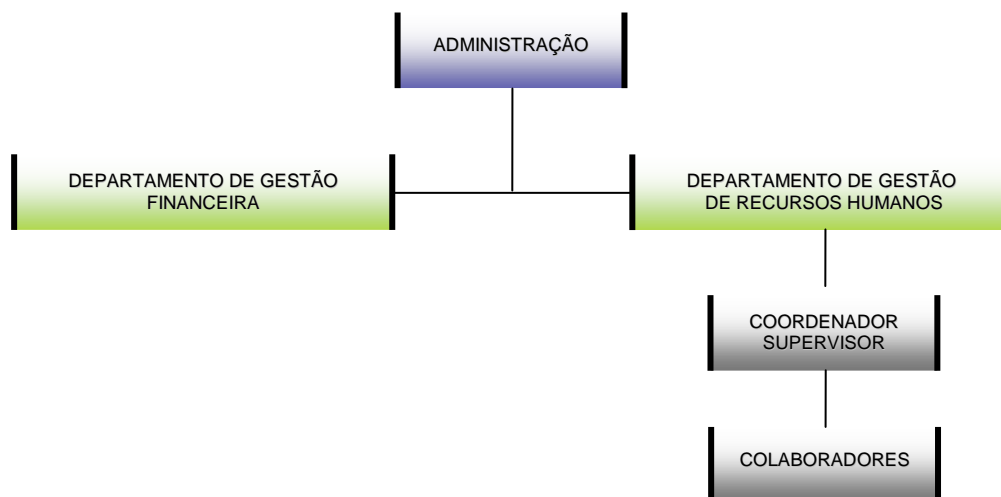 ADMINISTRAÇÃO
DEPARTAMENTO DE GESTÃO
FINANCEIRA
DEPARTAMENTO DE GESTÃO
DE RECURSOS HUMANOS
COORDENADOR
SUPERVISOR
COLABORADORES